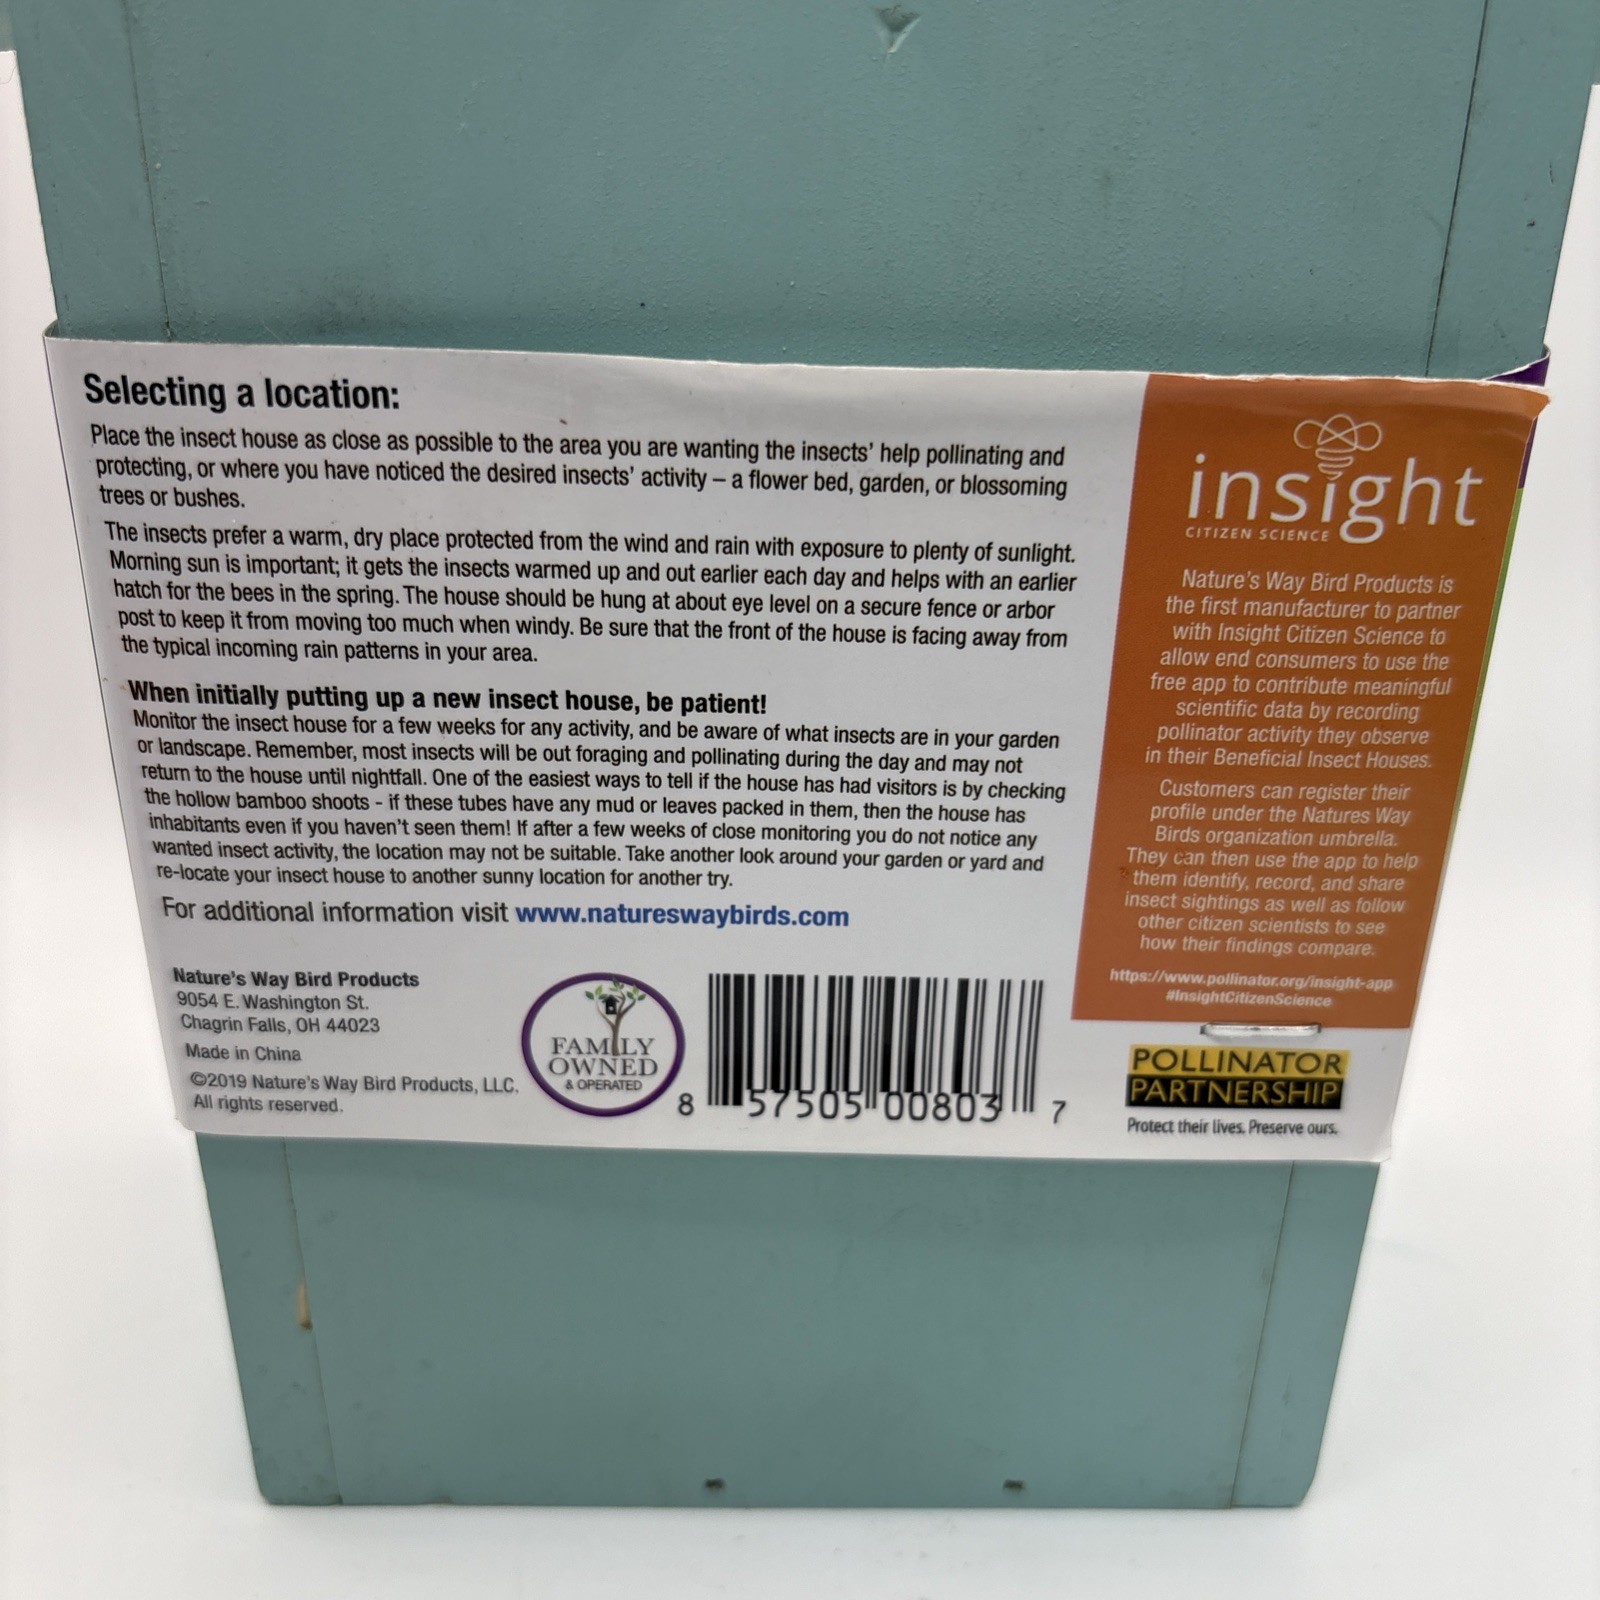 Selecting a location:
Place the insect house as close as possible to the area you are wanting the insects' help pollinating and
protecting, or where you have noticed the desired insects' activity – a flower bed, garden, or blossoming
trees or bushes.
The insects prefer a warm, dry place protected from the wind and rain with exposure to plenty of sunlight.
Morning sun is important; it gets the insects warmed up and out earlier each day and helps with an earlier
hatch for the bees in the spring. The house should be hung at about eye level on a secure fence or arbor
post to keep it from moving too much when windy. Be sure that the front of the house is facing away from
the typical incoming rain patterns in your area.
When initially putting up a new insect house, be patient!
Monitor the insect house for a few weeks for any activity, and be aware of what insects are in your garden
or landscape. Remember, most insects will be out foraging and pollinating during the day and may not
return to the house until nightfall. One of the easiest ways to tell if the house has had visitors is by checking
the hollow bamboo shoots - if these tubes have any mud or leaves packed in them, then the house has
inhabitants even if you haven't seen them! If after a few weeks of close monitoring you do not notice any
wanted insect activity, the location may not be suitable. Take another look around your garden or yard and
re-locate your insect house to another sunny location for another try.
For additional information visit www.natureswaybirds.com
Nature's Way Bird Products
9054 E. Washington St.
Chagrin Falls, OH 44023
Made in China
©2019 Nature's Way Bird Products, LLC.
All rights reserved.
FAMILY
OWNED
& OPERATED
8 57505 00803 7
insight
CITIZEN SCIENCE
Nature's Way Bird Products is
the first manufacturer to partner
with Insight Citizen Science to
allow end consumers to use the
free app to contribute meaningful
scientific data by recording
pollinator activity they observe
in their Beneficial Insect Houses.
Customers can register their
profile under the Natures Way
Birds organization umbrella.
They can then use the app to help
them identify, record, and share
insect sightings as well as follow
other citizen scientists to see
how their findings compare.
https://www.pollinator.org/insight-app
#InsightCitizenScience
POLLINATOR
PARTNERSHIP
Protect their lives. Preserve ours.